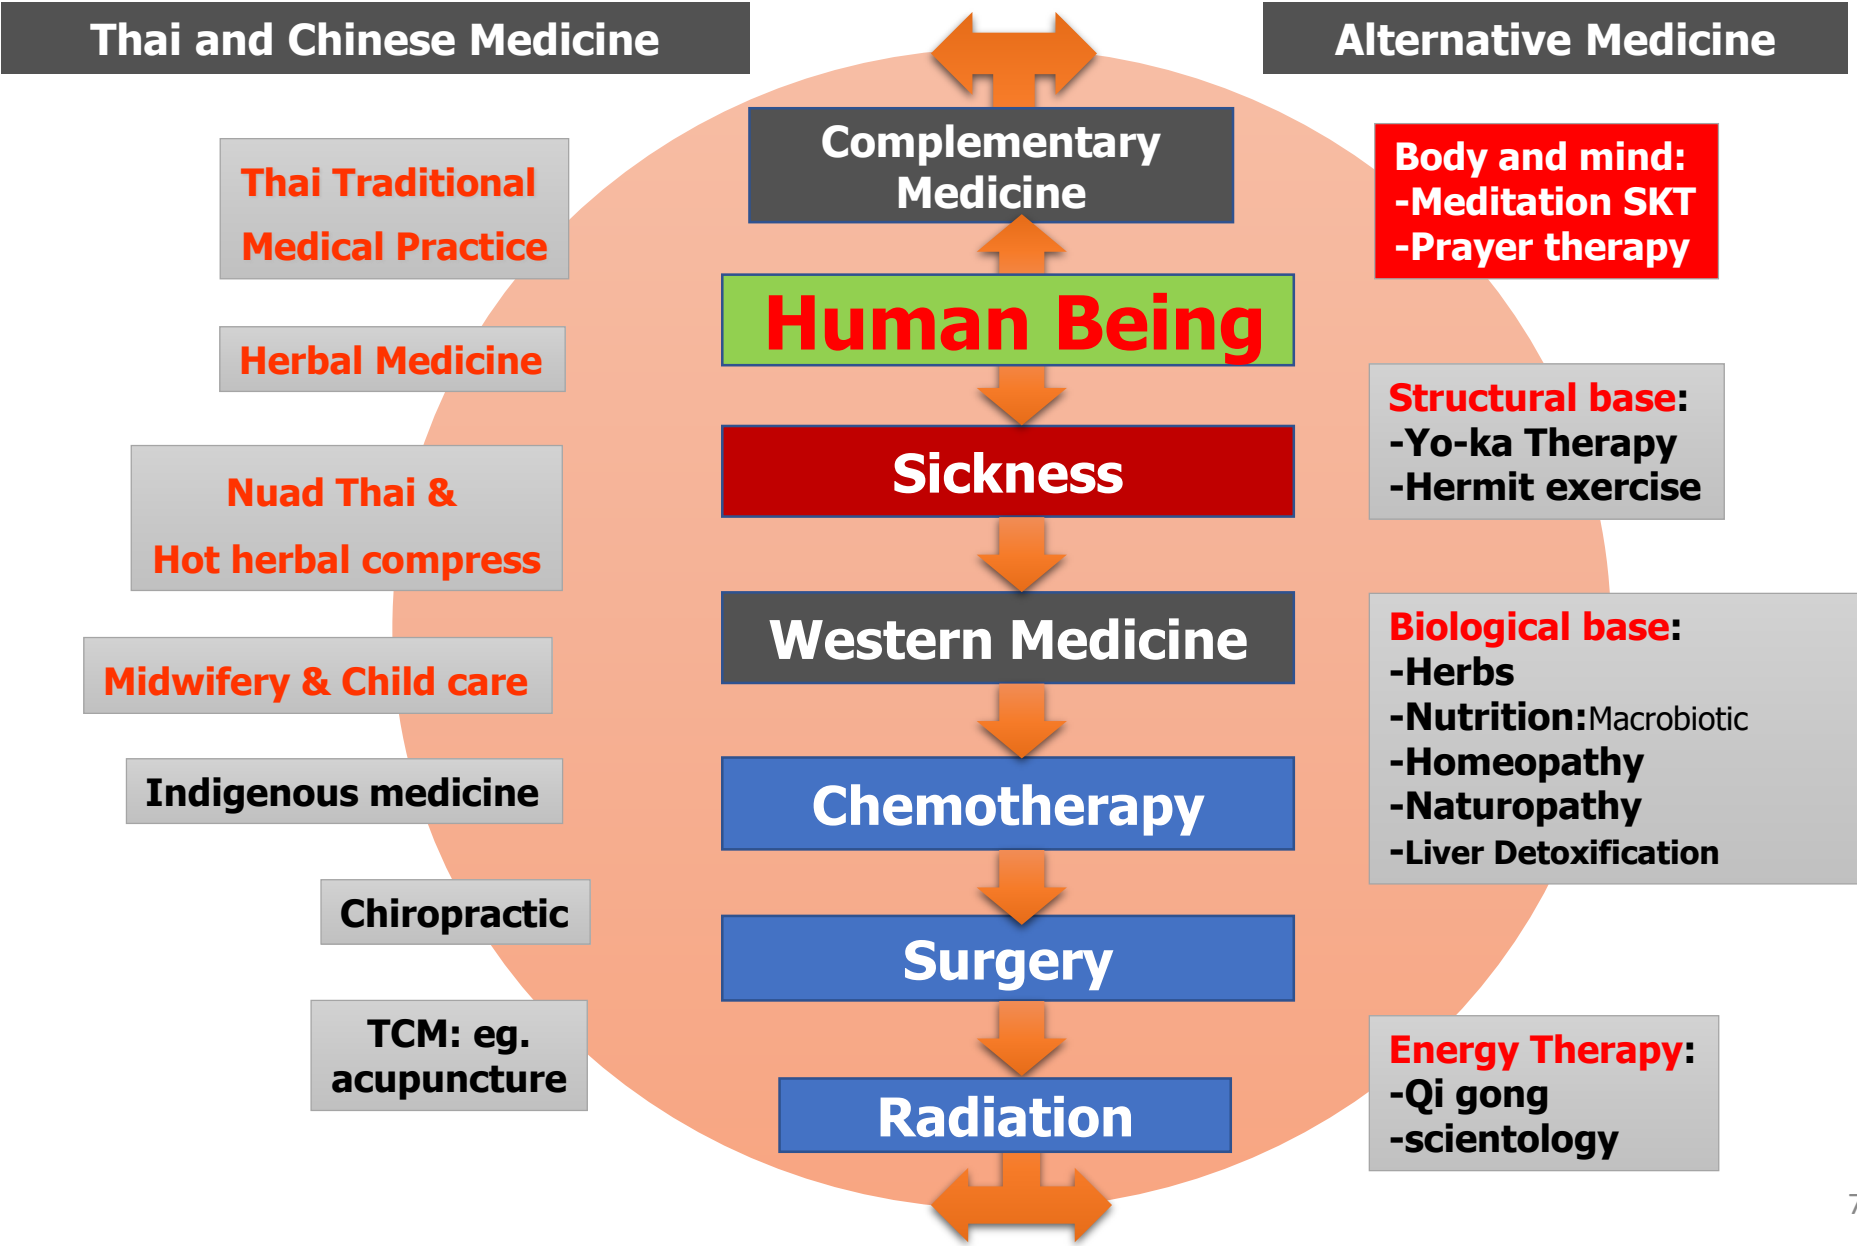 Thai and Chinese Medicine
Thai Traditional
Medical Practice
Herbal Medicine
Nuad Thai &
Hot herbal compress
Midwifery & Child care
Indigenous medicine
Chiropractic
TCM: eg.
acupuncture
Complementary
Medicine
Human Being
Sickness
Western Medicine
Chemotherapy
Surgery
Radiation
Alternative Medicine
Body and mind:
-Meditation SKT
-Prayer therapy
Structural base:
-Yo-ka Therapy
-Hermit exercise
Biological base:
-Herbs
-Nutrition:Macrobiotic
-Homeopathy
-Naturopathy
-Liver Detoxification
Energy Therapy:
-Qi gong
-scientology
7